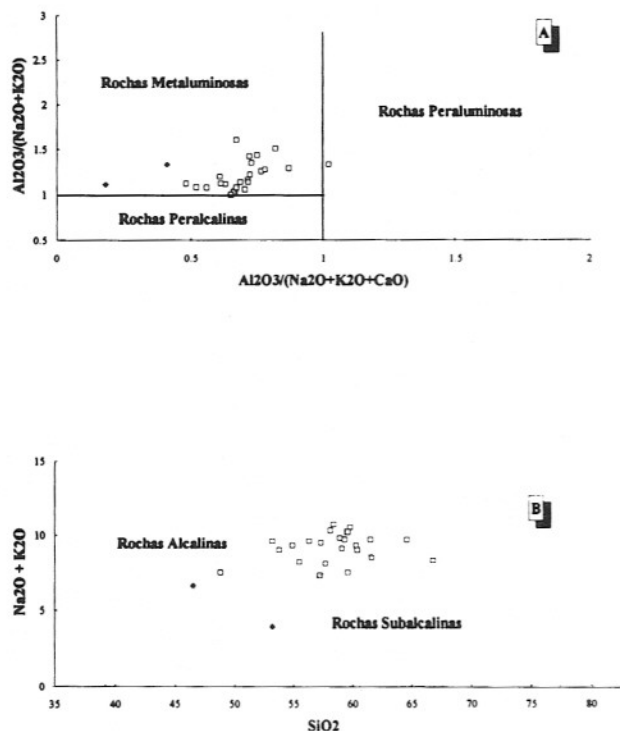 3
A
2.5
Rochas Metaluminosas
Al2O3/(Na2O+K2O)
2
Rochas Peraluminosas
1.5
1
Rochas Peralcalinas
0.5
0 0.5 1 1.5 2
Al2O3/(Na2O+K2O+CaO)
15
B
Na2O + K2O
10
Rochas Alcalinas
5
Rochas Subalcalinas
0
35 40 45 50 55 60 65 70 75 80
SiO2